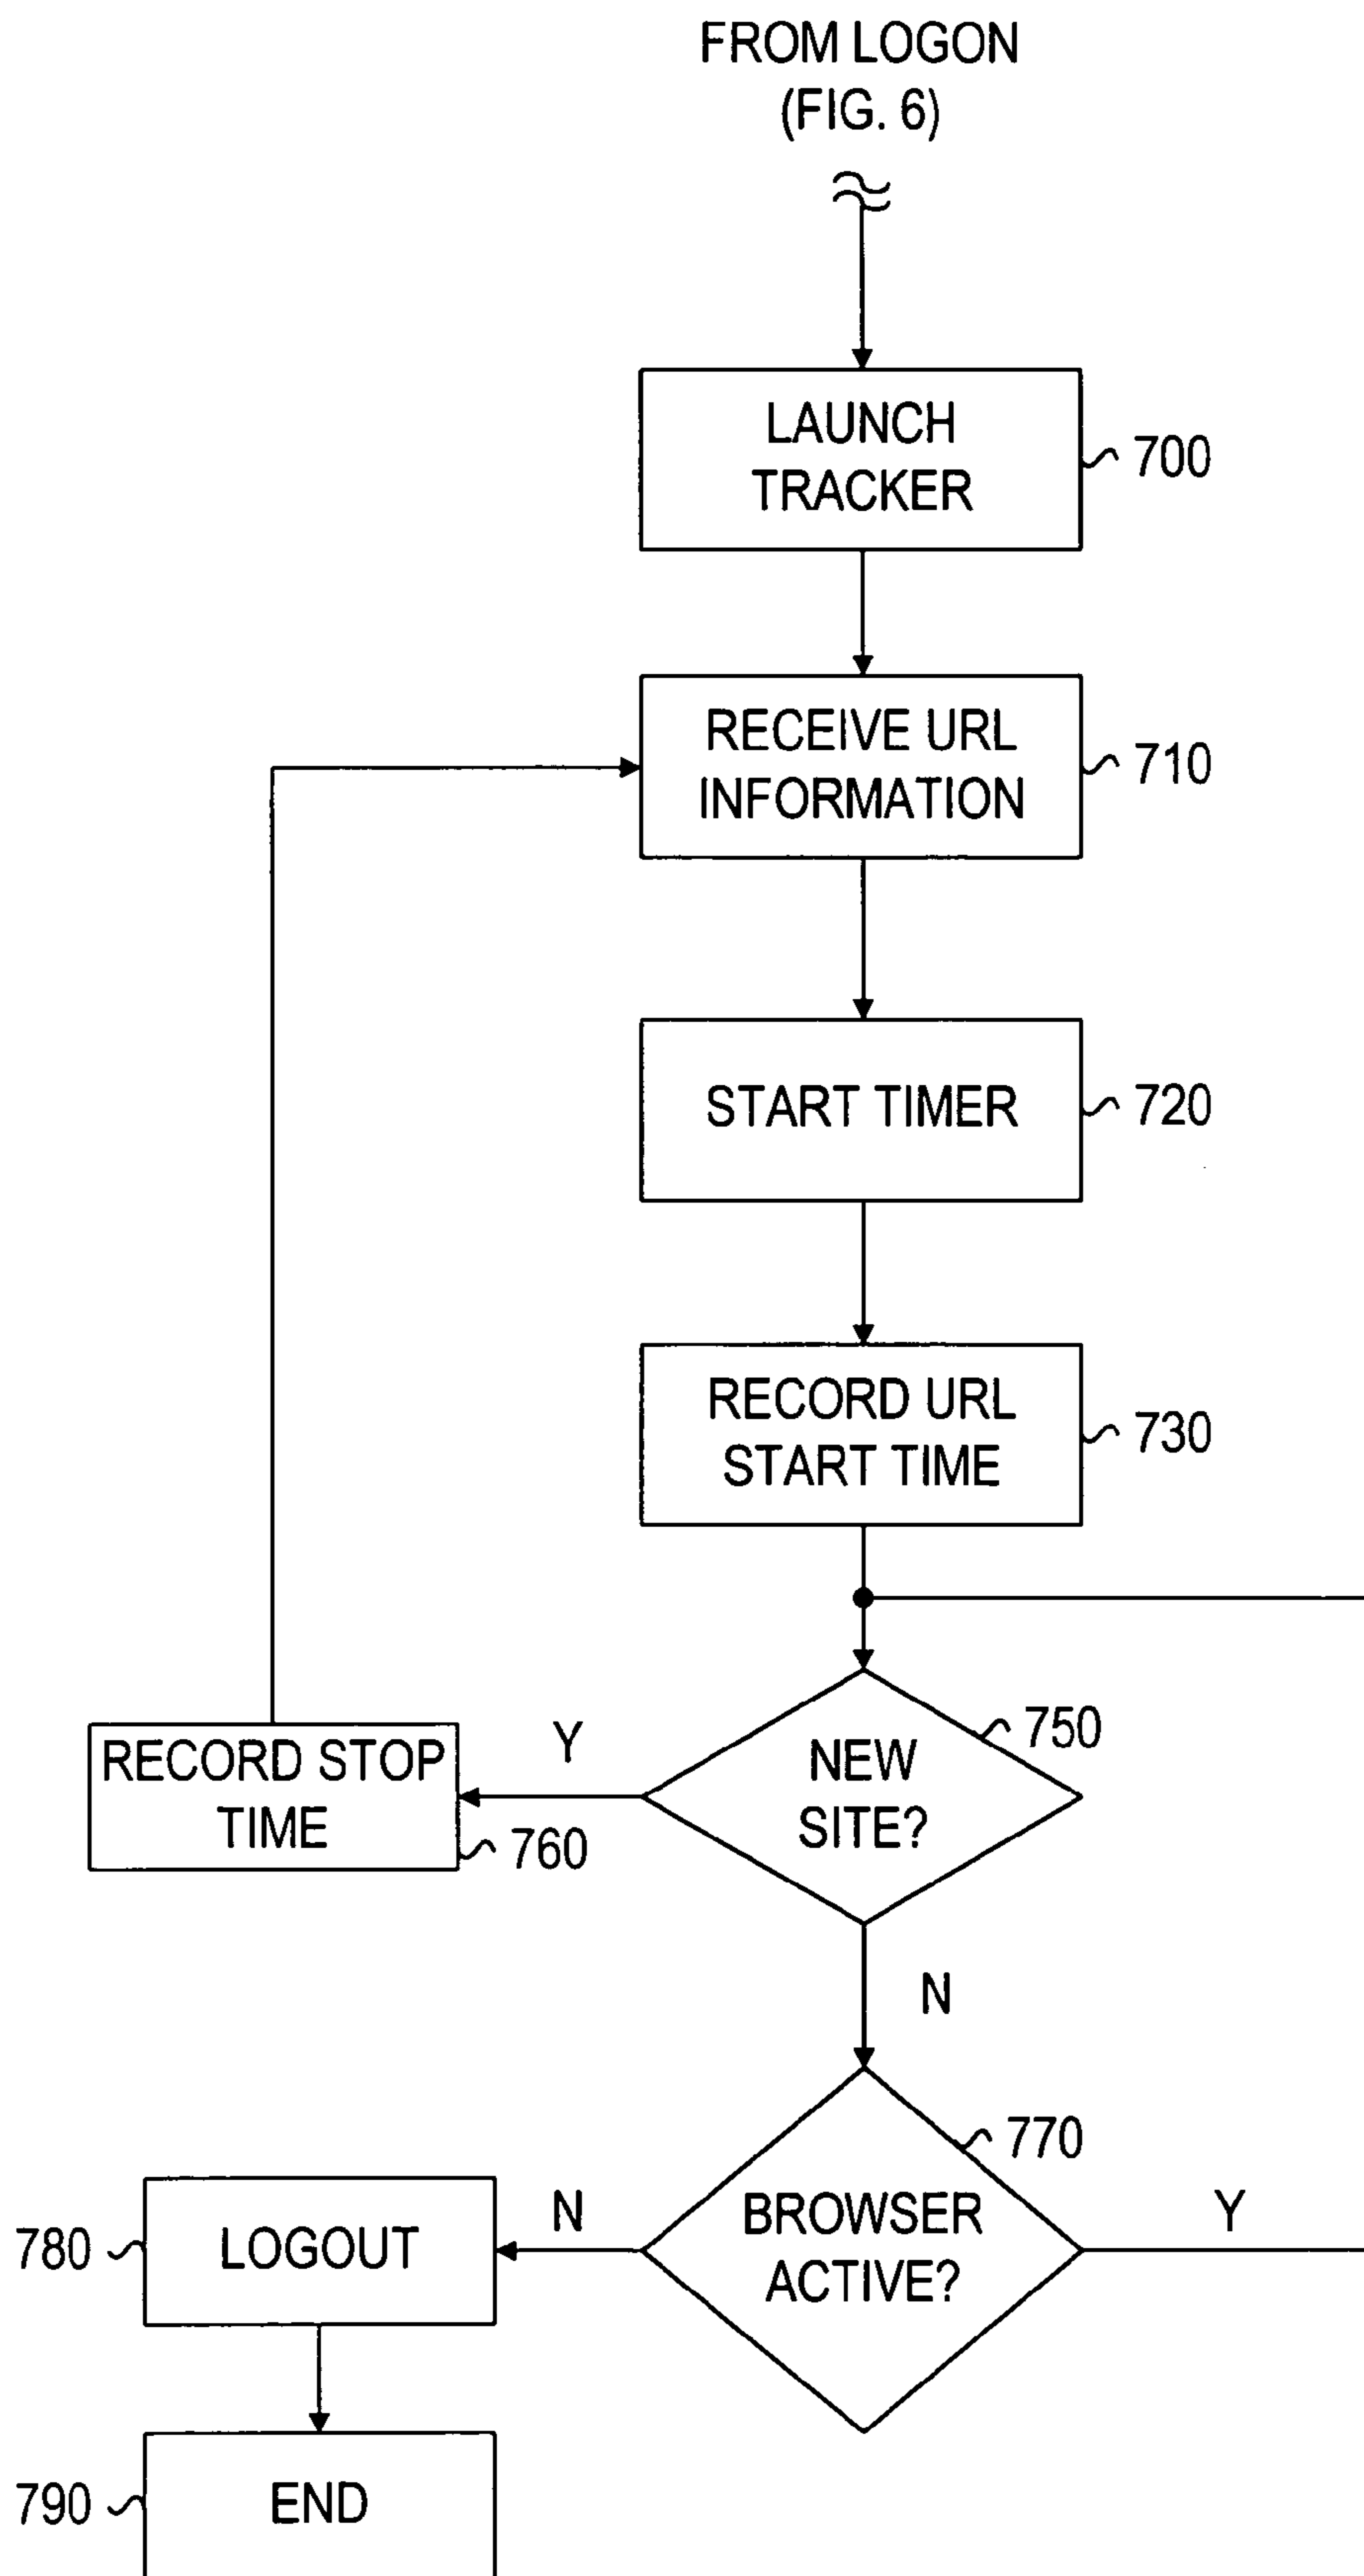 FROM LOGON
(FIG. 6)
LAUNCH
TRACKER
700
RECEIVE URL
INFORMATION
710
START TIMER
720
RECORD URL
START TIME
730
NEW
SITE?
750
Y
RECORD STOP
TIME
760
N
BROWSER
ACTIVE?
770
Y
N
LOGOUT
780
END
790